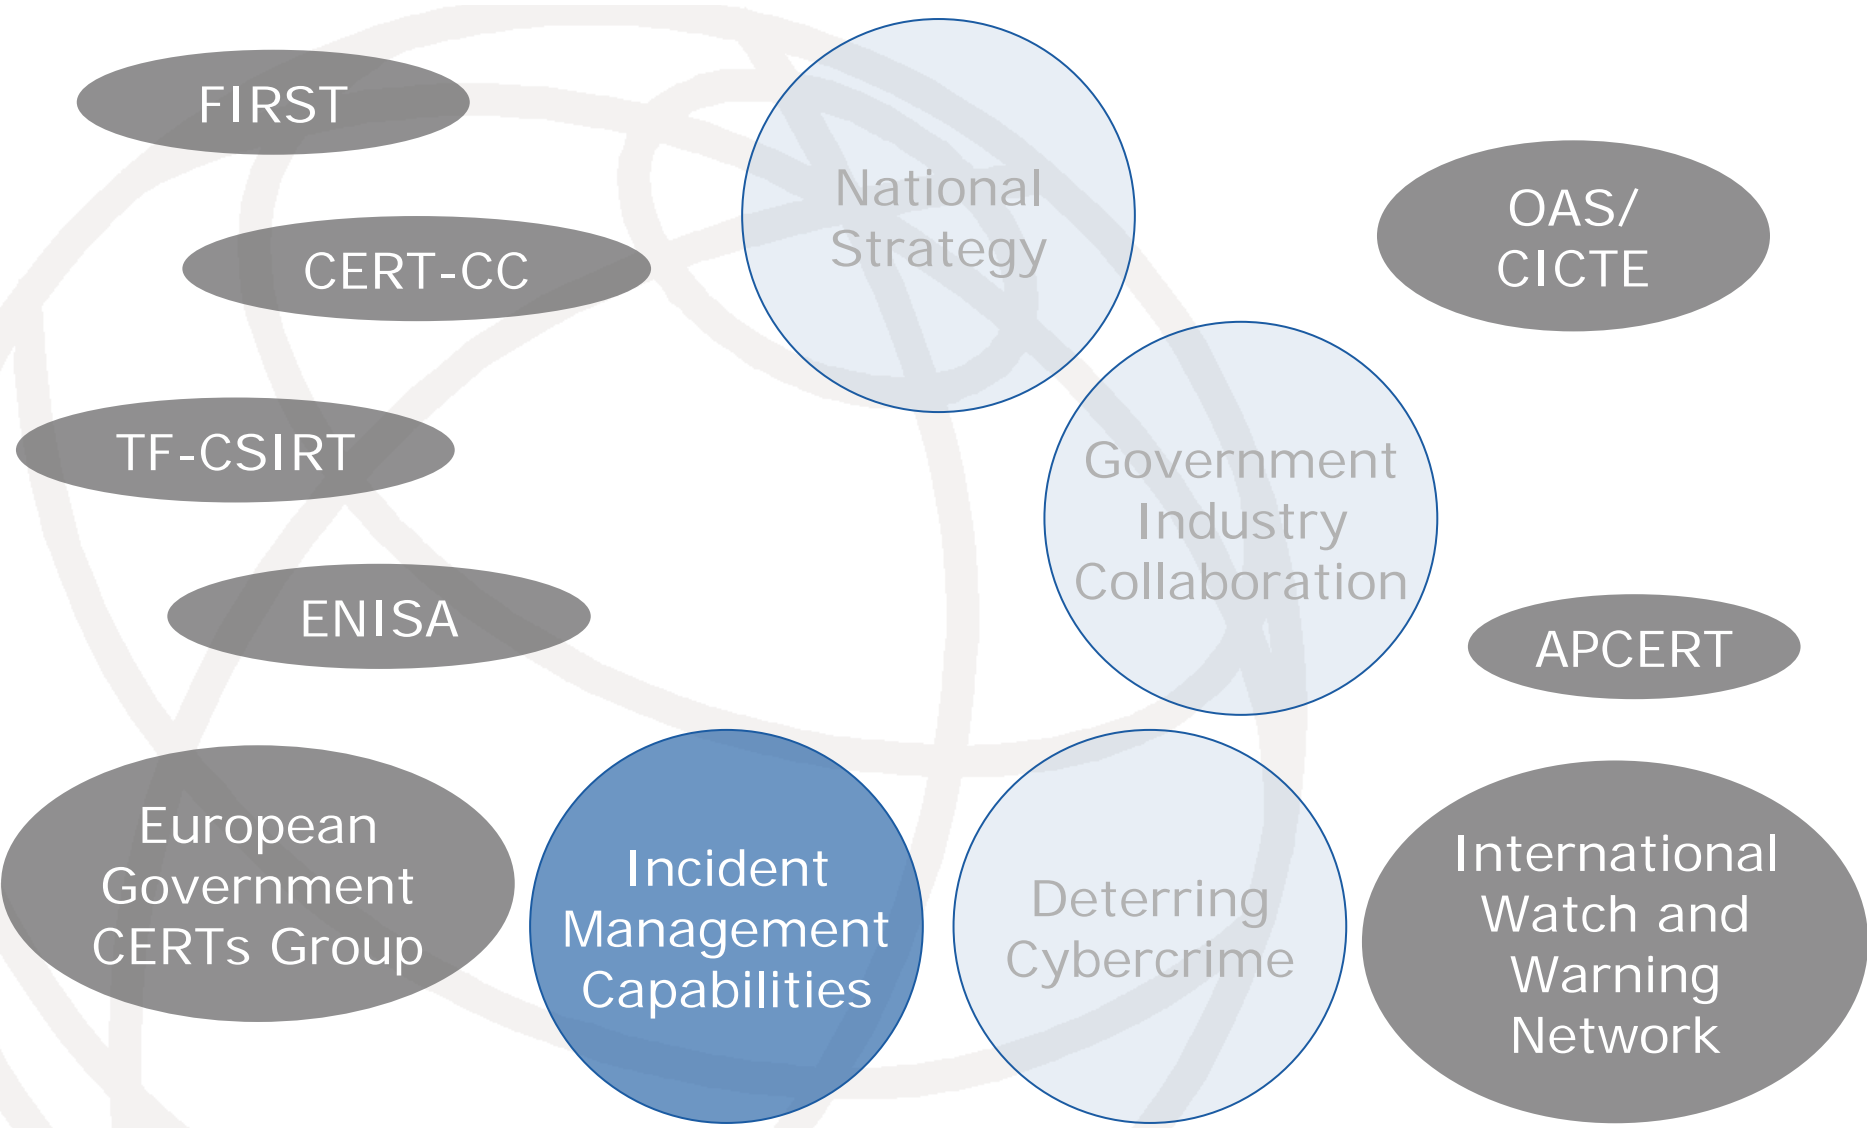 FIRST
CERT-CC
TF-CSIRT
ENISA
European
Government
CERTs Group
National
Strategy
Government
Industry
Collaboration
Incident
Management
Capabilities
Deterring
Cybercrime
OAS/
CICTE
APCERT
International
Watch and
Warning
Network